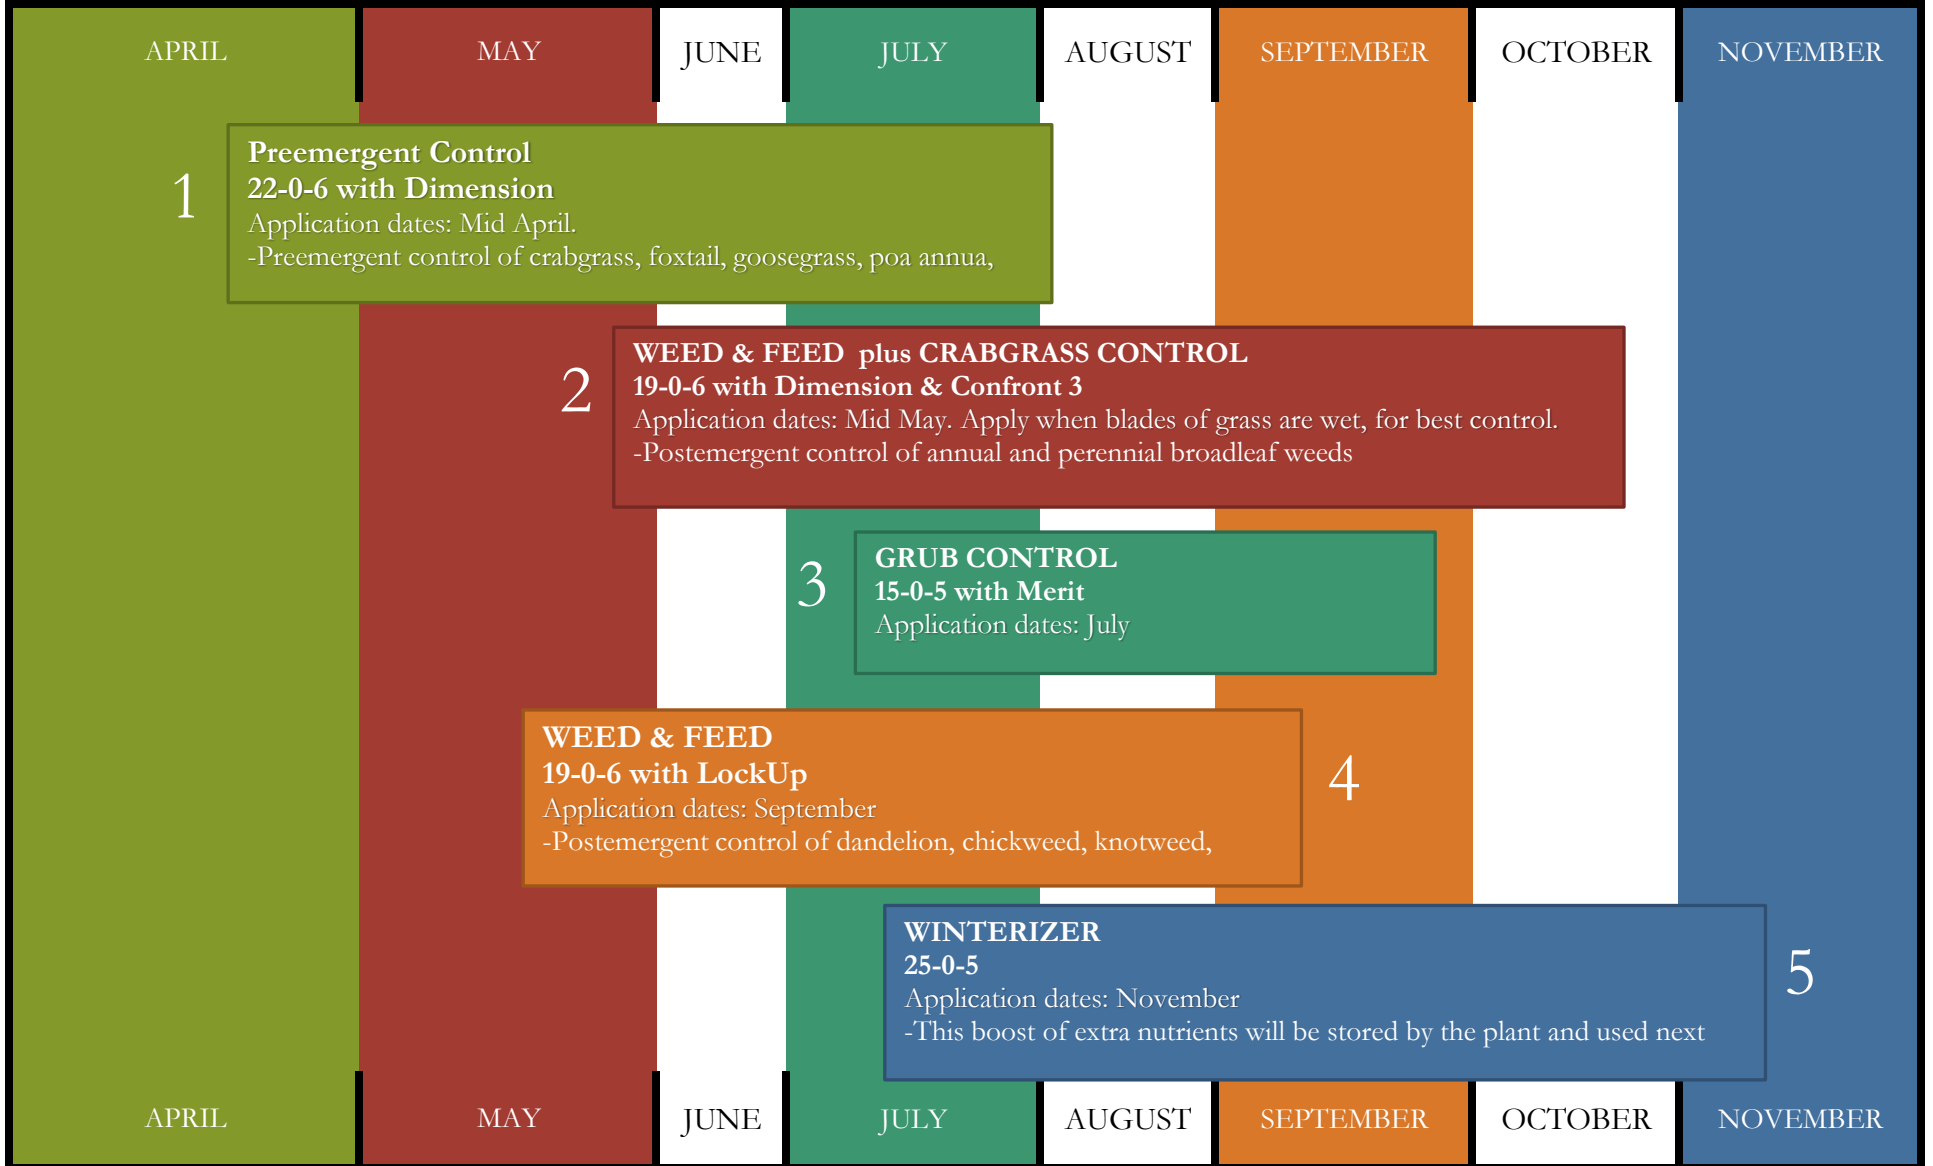 APRIL MAY JUNE JULY AUGUST SEPTEMBER OCTOBER NOVEMBER
1
Preemergent Control
22-0-6 with Dimension
Application dates: Mid April.
-Preemergent control of crabgrass, foxtail, goosegrass, poa annua,
2
WEED & FEED plus CRABGRASS CONTROL
19-0-6 with Dimension & Confront 3
Application dates: Mid May. Apply when blades of grass are wet, for best control.
-Postemergent control of annual and perennial broadleaf weeds
3
GRUB CONTROL
15-0-5 with Merit
Application dates: July
WEED & FEED
19-0-6 with LockUp
Application dates: September
-Postemergent control of dandelion, chickweed, knotweed,
4
WINTERIZER
25-0-5
Application dates: November
-This boost of extra nutrients will be stored by the plant and used next
5
APRIL MAY JUNE JULY AUGUST SEPTEMBER OCTOBER NOVEMBER